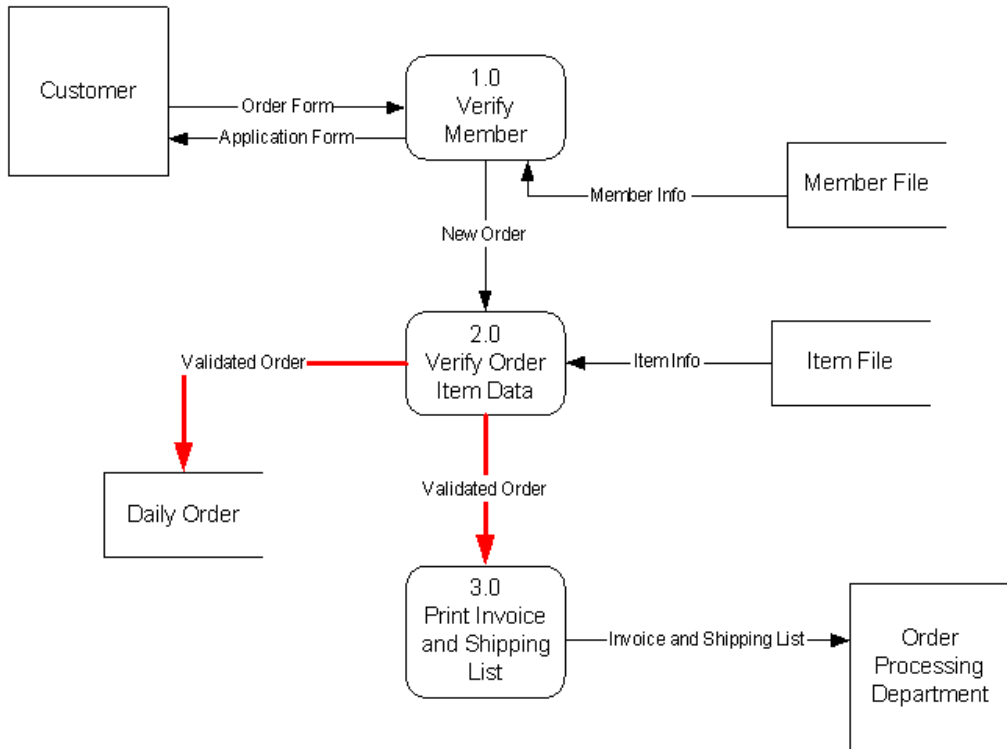 Customer
Order Form
Application Form
1.0
Verify
Member
Member Info
Member File
New Order
2.0
Verify Order
Item Data
Item Info
Item File
Validated Order
Daily Order
Validated Order
3.0
Print Invoice
and Shipping
List
Invoice and Shipping List
Order
Processing
Department